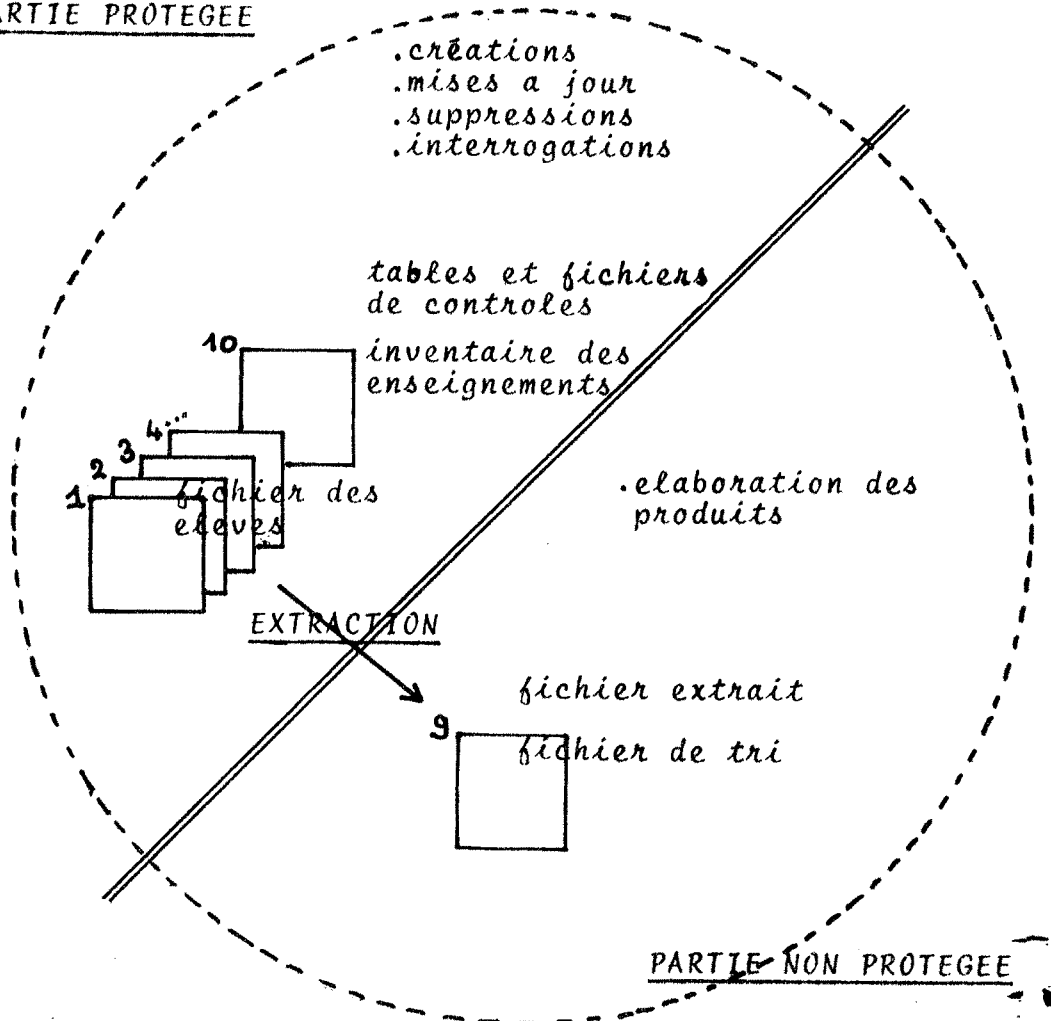 ARTIE PROTEGEE
.créations
.mises a jour
.suppressions
.interrogations
tables et fichiers
de controles
10
inventaire des
enseignements
4...
3
2
1
fichier des
eleves
.elaboration des
produits
EXTRACTION
fichier extrait
9
fichier de tri
PARTIE NON PROTEGEE